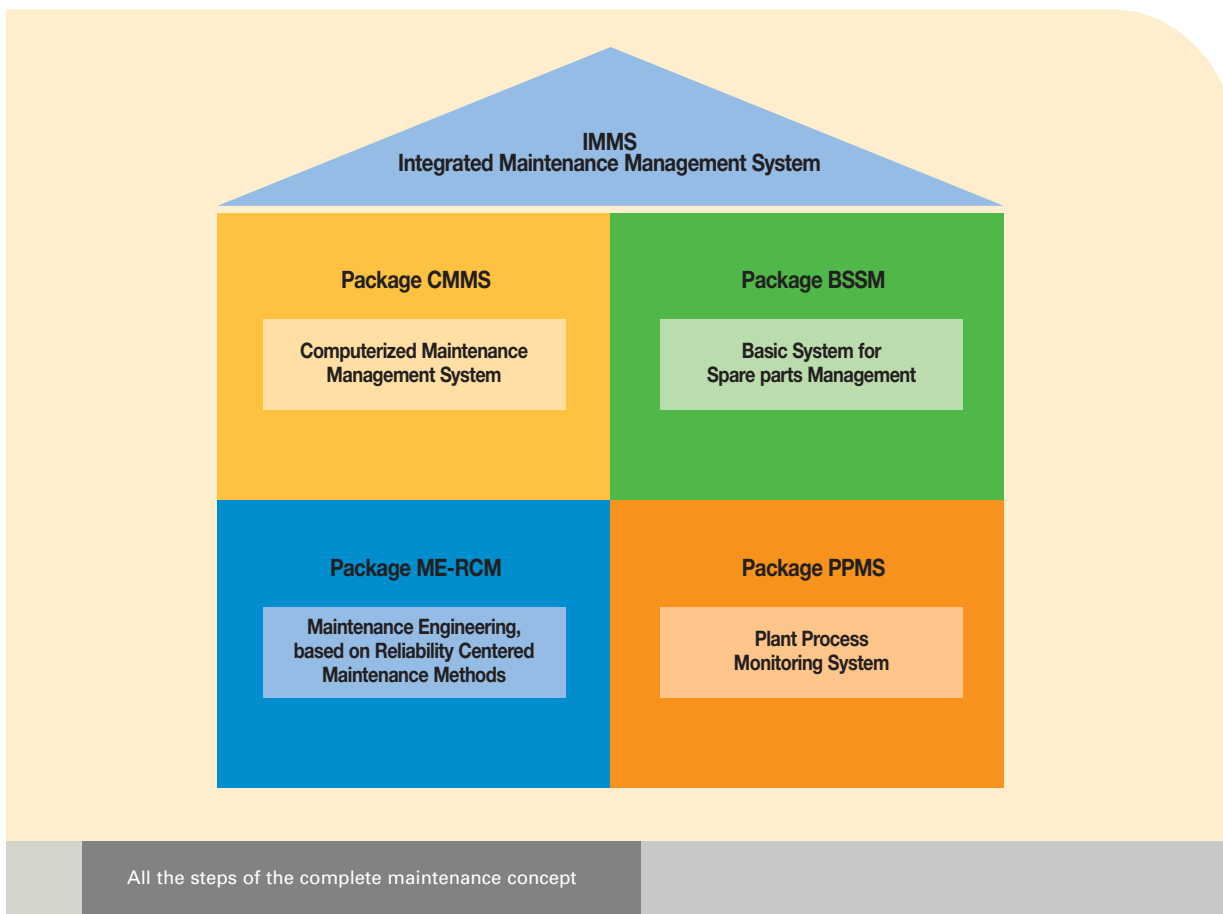 IMMS
Integrated Maintenance Management System
Package CMMS
Computerized Maintenance
Management System
Package BSSM
Basic System for
Spare parts Management
Package ME-RCM
Maintenance Engineering,
based on Reliability Centered
Maintenance Methods
Package PPMS
Plant Process
Monitoring System
All the steps of the complete maintenance concept